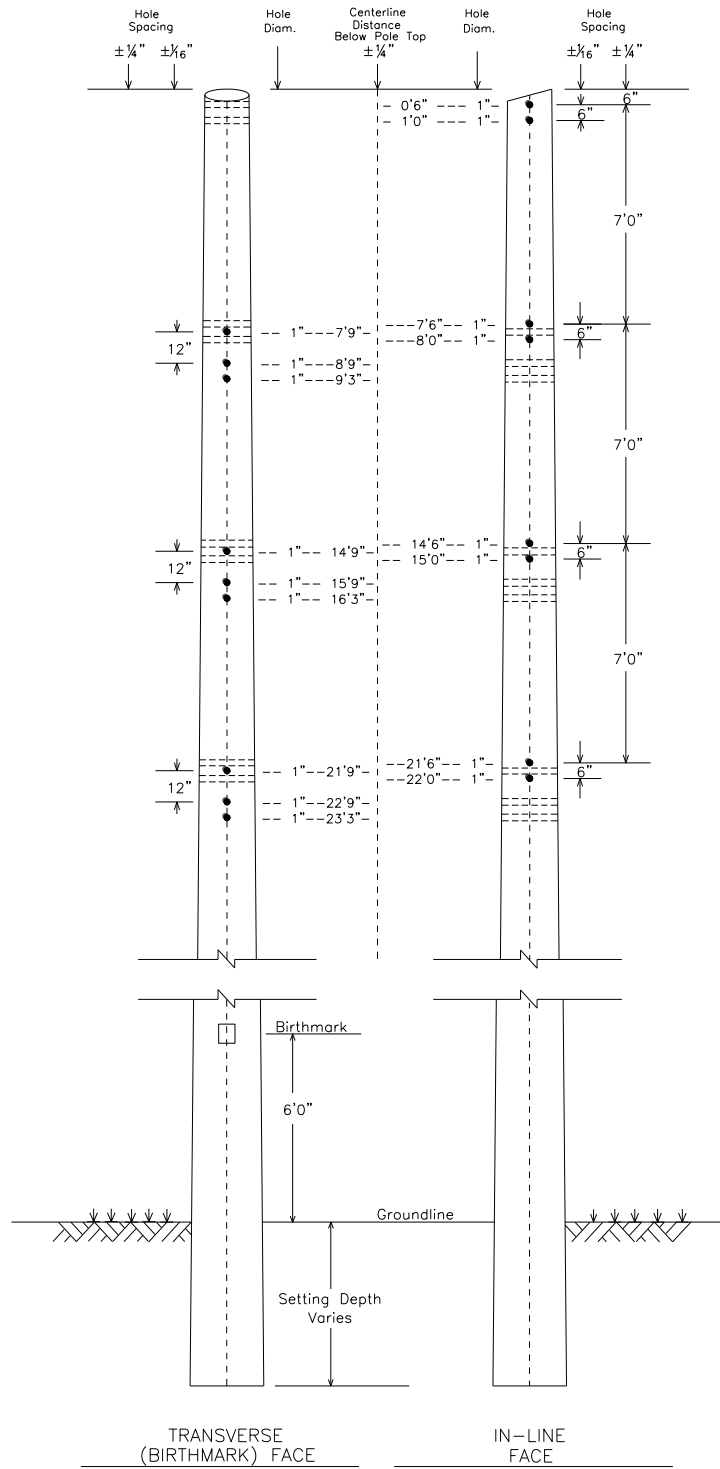 Hole
Spacing
±¼" ±1⁄16"
Hole
Diam.
Centerline
Distance
Below Pole Top
±¼"
Hole
Diam.
Hole
Spacing
±1⁄16" ±¼"
0'6" 1"
6"
1'0" 1"
6"
7'0"
7'6" 1"
1" 7'9"
6"
8'0" 1"
12"
1" 8'9"
1" 9'3"
7'0"
14'6" 1"
1" 14'9"
6"
15'0" 1"
12"
1" 15'9"
1" 16'3"
7'0"
21'6" 1"
1" 21'9"
6"
22'0" 1"
12"
1" 22'9"
1" 23'3"
Birthmark
6'0"
Groundline
Setting Depth
Varies
TRANSVERSE
(BIRTHMARK) FACE
IN-LINE
FACE